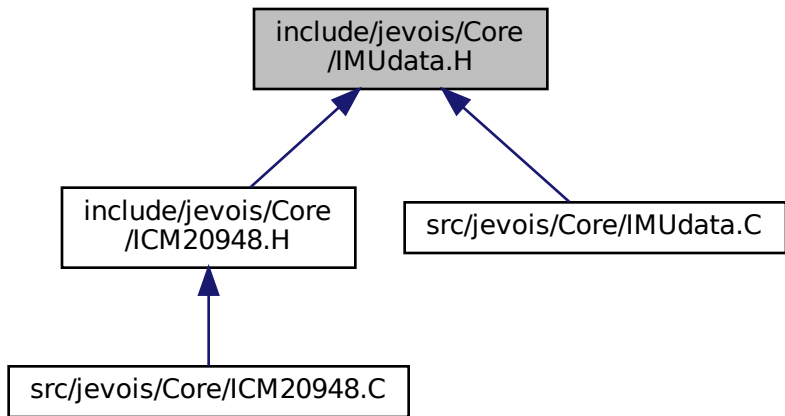 include/jevois/Core
/IMUdata.H
include/jevois/Core
/ICM20948.H
src/jevois/Core/IMUdata.C
src/jevois/Core/ICM20948.C